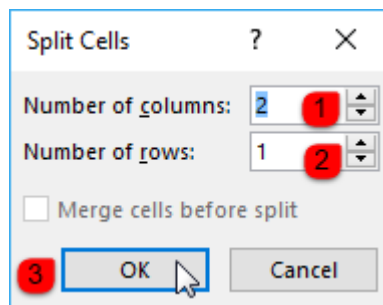 Split Cells ? ×
Number of columns: 2 1
Number of rows: 1 2
Merge cells before split
3 OK Cancel